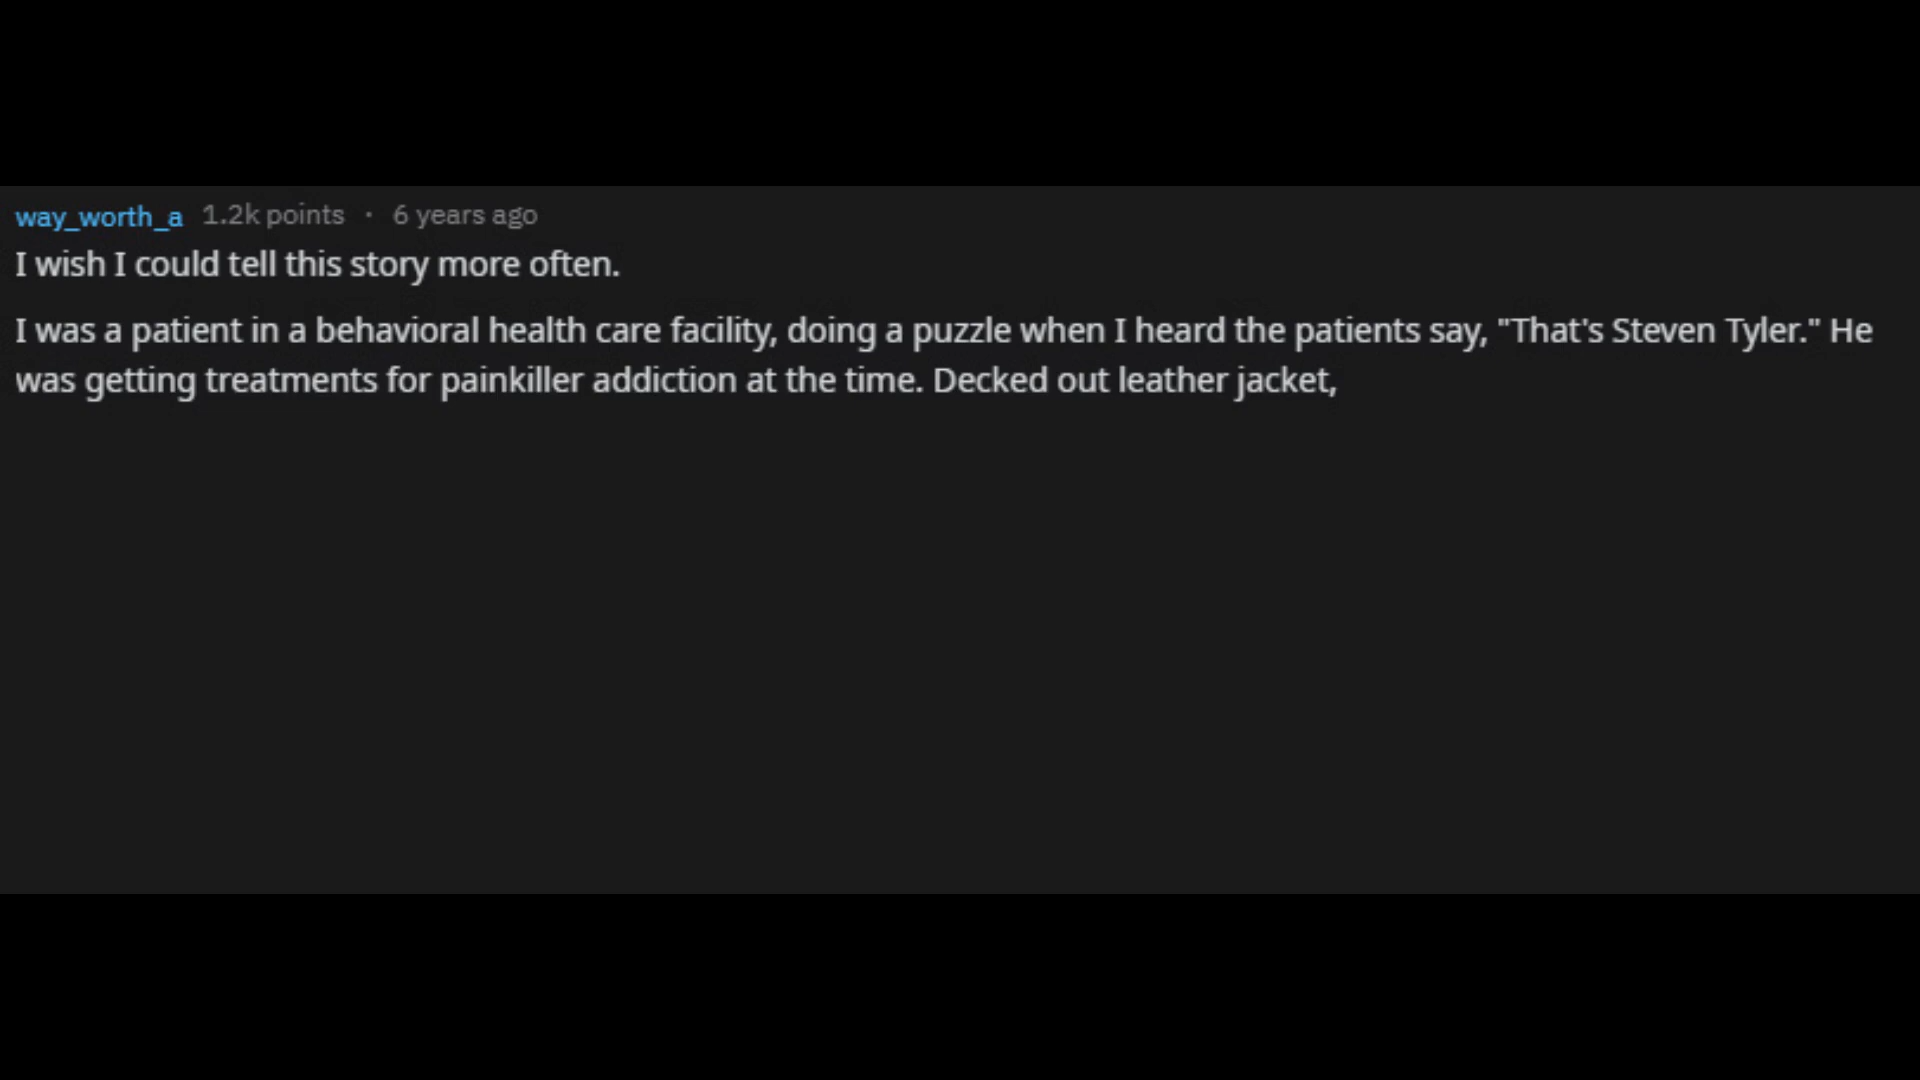 way_worth_a 1.2k points · 6 years ago
I wish I could tell this story more often.
I was a patient in a behavioral health care facility, doing a puzzle when I heard the patients say, "That's Steven Tyler." He
was getting treatments for painkiller addiction at the time. Decked out leather jacket,